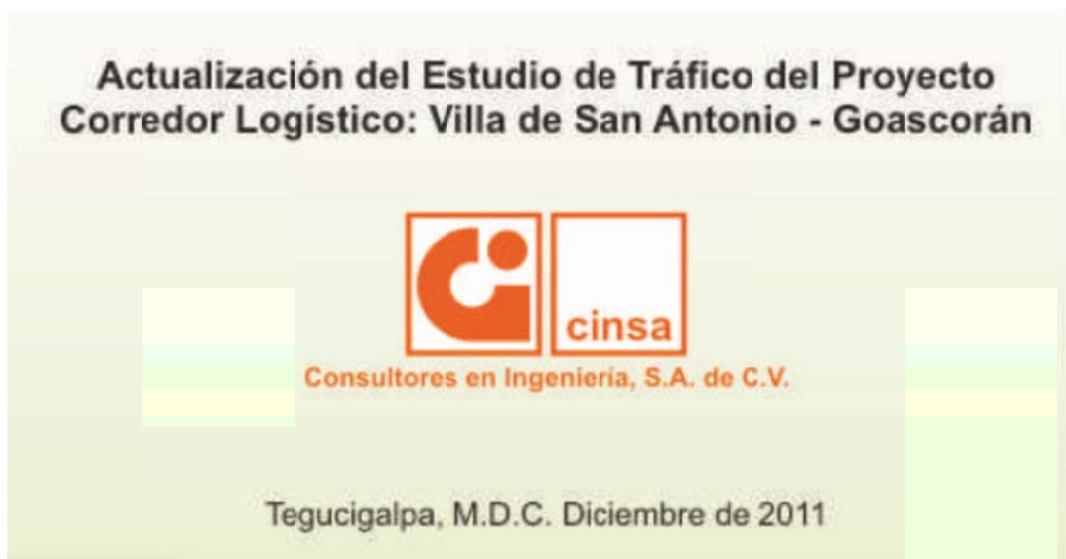 Actualización del Estudio de Tráfico del Proyecto
Corredor Logístico: Villa de San Antonio - Goascorán
cinsa
Consultores en Ingeniería, S.A. de C.V.
Tegucigalpa, M.D.C. Diciembre de 2011